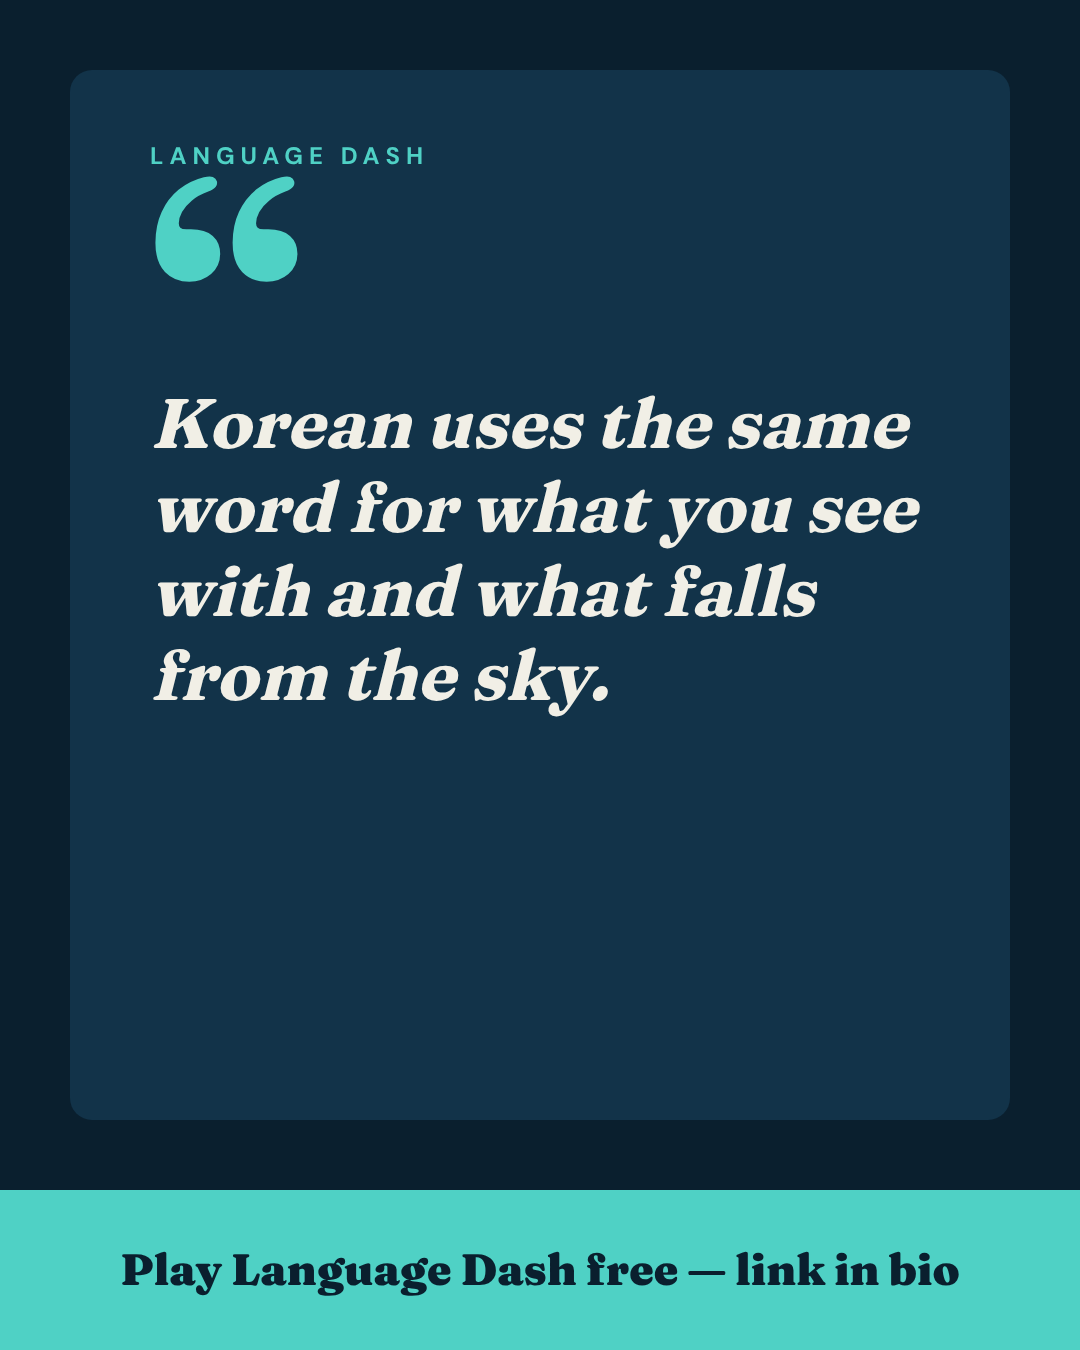 LANGUAGE DASH
“
Korean uses the same
word for what you see
with and what falls
from the sky.
Play Language Dash free — link in bio